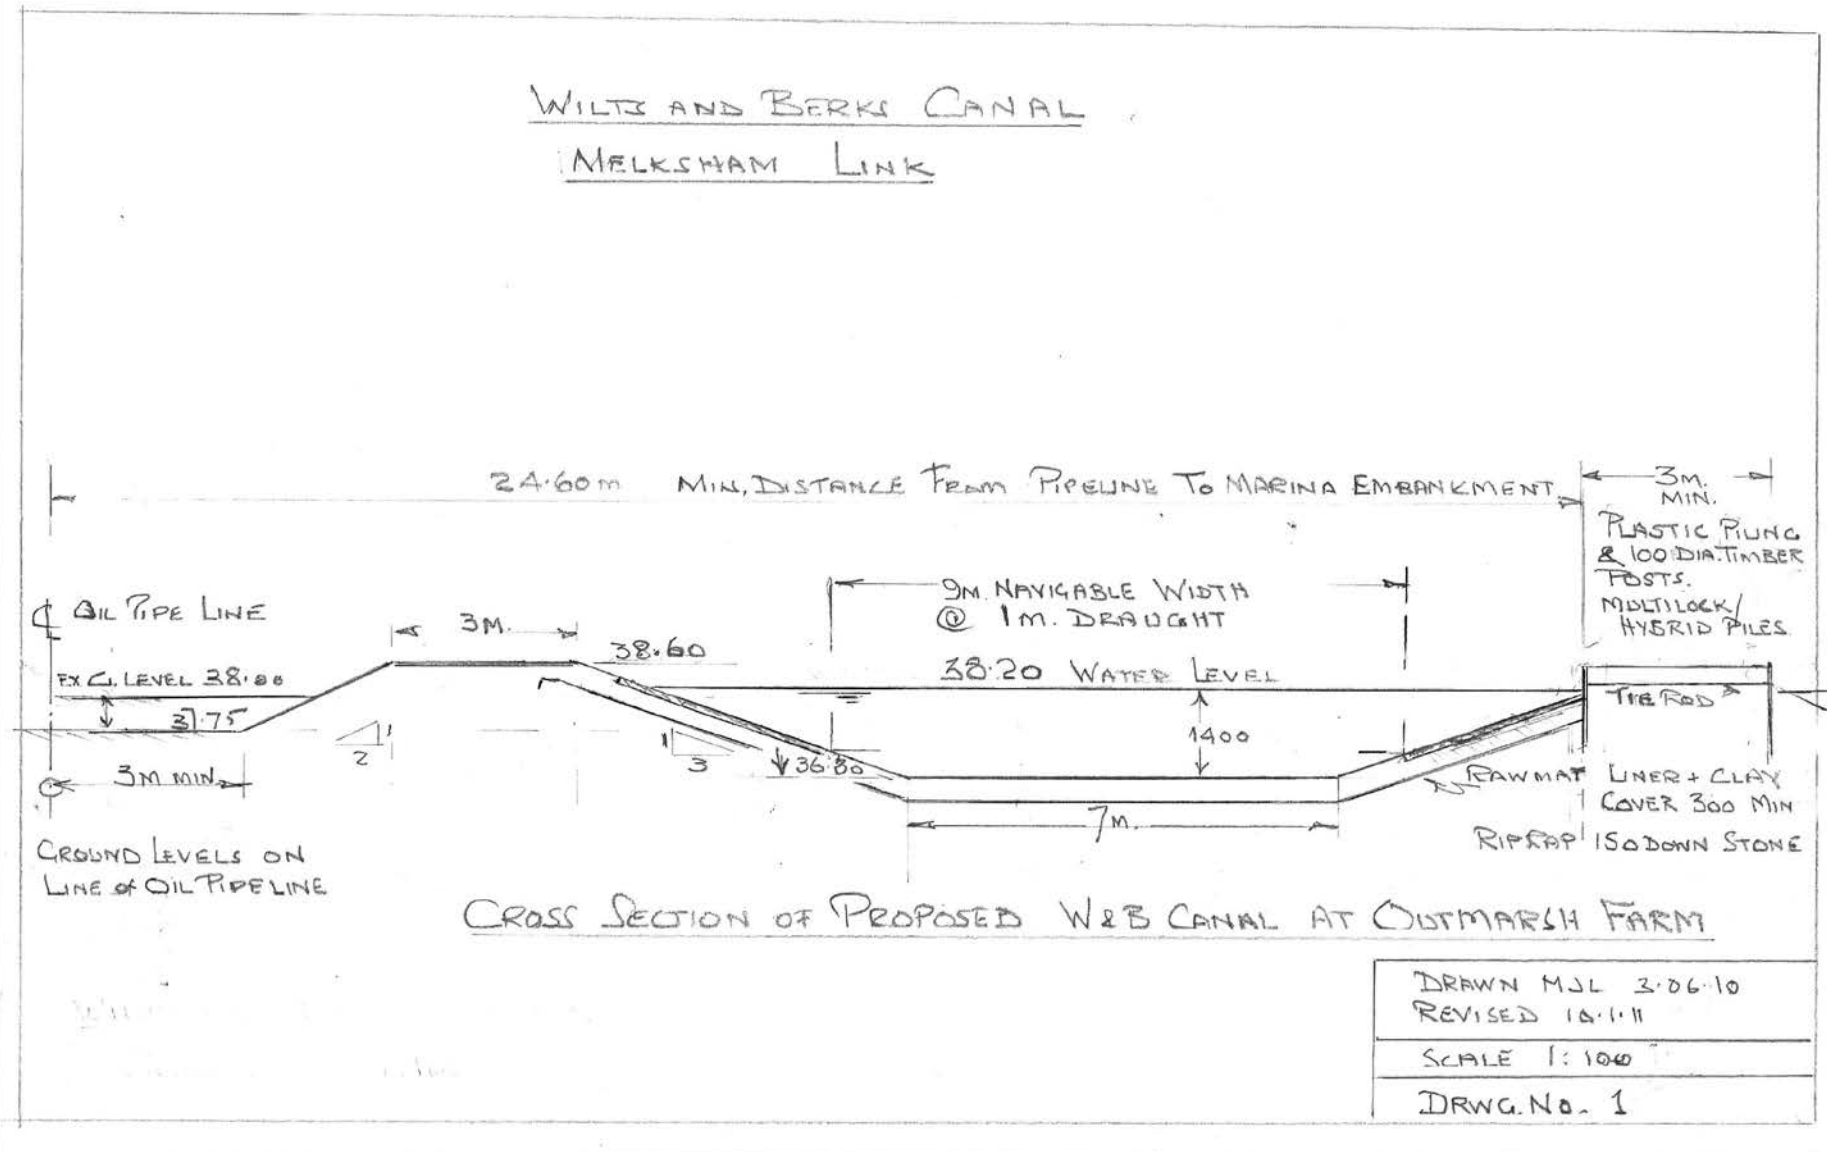 WILTS AND BERKS CANAL
MELKSHAM LINK
24.60m MIN, DISTANCE FROM PIPELINE TO MARINA EMBANKMENT
3M.
MIN.
PLASTIC PILING
& 100 DIA. TIMBER
POSTS.
MULTILOCK/
HYBRID PILES
9M. NAVIGABLE WIDTH
@ 1M. DRAUGHT
℄ OIL PIPE LINE
3M.
38.60
38.20 WATER LEVEL
EX G. LEVEL 38.00
37.75
TIE ROD
1
2
1
3
1400
36.80
3M MIN.
RAWMAT LINER + CLAY
COVER 300 MIN
7M.
RIPRAP 150 DOWN STONE
GROUND LEVELS ON
LINE OF OIL PIPELINE
CROSS SECTION OF PROPOSED W&B CANAL AT OUTMARSH FARM
DRAWN MJL 3.06.10
REVISED
SCALE 1:100
DRWG. No. 1